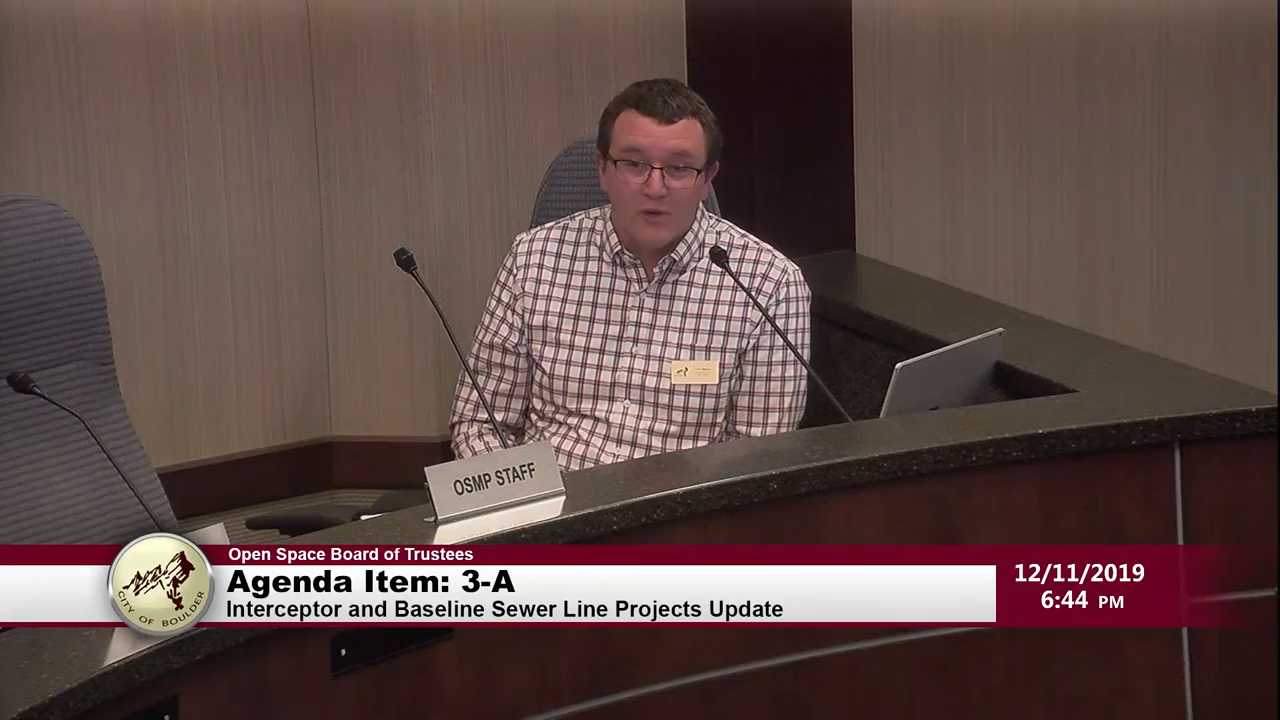 OSMP STAFF
Open Space Board of Trustees
Agenda Item: 3-A
Interceptor and Baseline Sewer Line Projects Update
CITY OF BOULDER
12/11/2019
6:44 PM